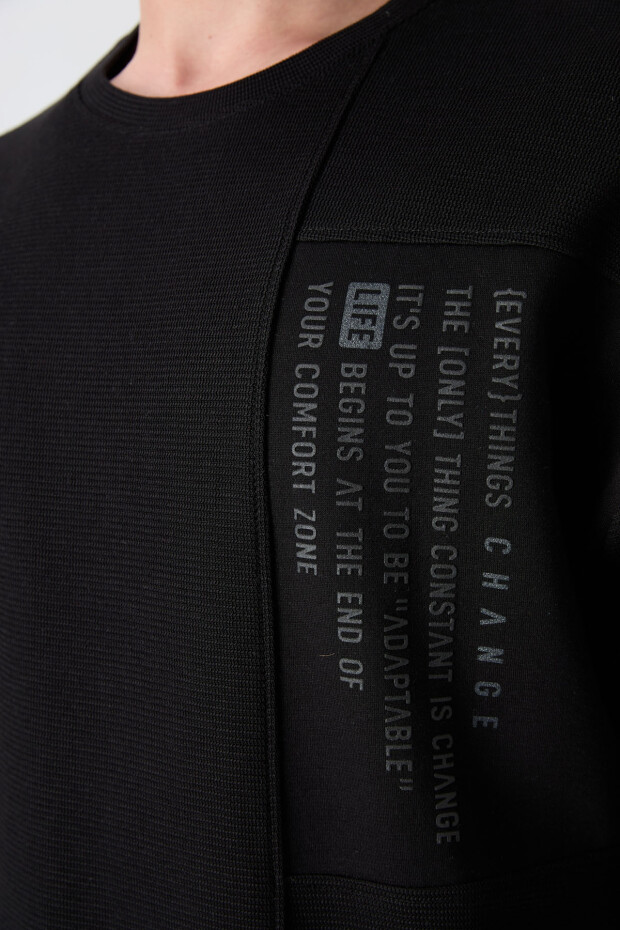 {EVERY}THINGS CHANGE
THE [ONLY] THING CONSTANT IS CHANGE
IT'S UP TO YOU TO BE "ADAPTABLE"
LIFE BEGINS AT THE END OF
YOUR COMFORT ZONE